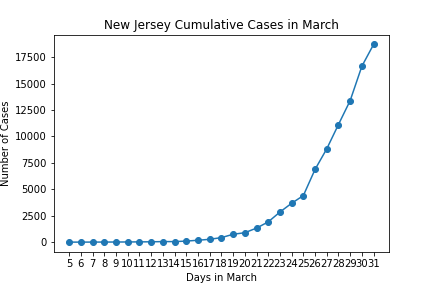 New Jersey Cumulative Cases in March
Number of Cases
17500
15000
12500
10000
7500
5000
2500
0
5 6 7 8 9 10 11 12 13 14 15 16 17 18 19 20 21 22 23 24 25 26 27 28 29 30 31
Days in March